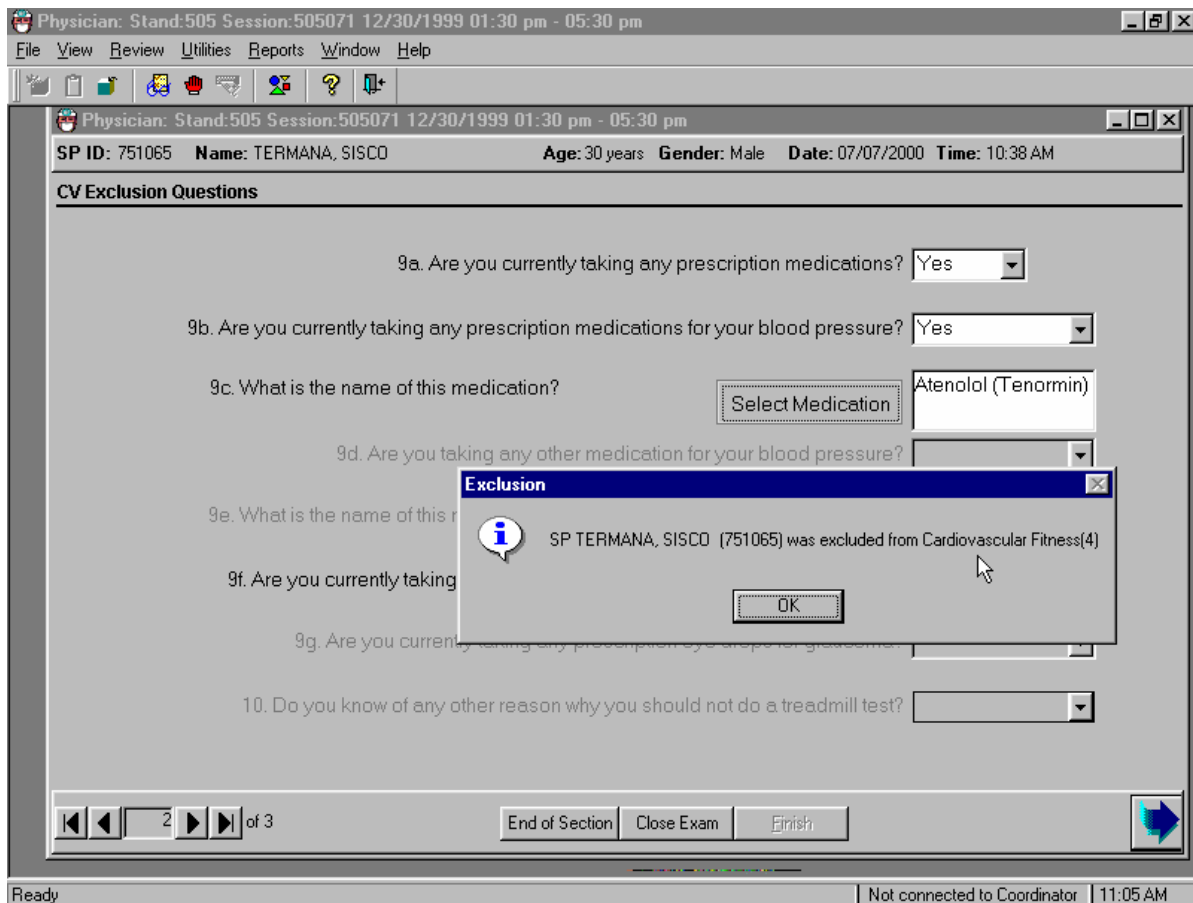 Physician: Stand:505 Session:505071 12/30/1999 01:30 pm - 05:30 pm
File View Review Utilities Reports Window Help
Physician: Stand:505 Session:505071 12/30/1999 01:30 pm - 05:30 pm
SP ID: 751065 Name: TERMANA, SISCO Age: 30 years Gender: Male Date: 07/07/2000 Time: 10:38 AM
CV Exclusion Questions
9a. Are you currently taking any prescription medications? Yes
9b. Are you currently taking any prescription medications for your blood pressure? Yes
9c. What is the name of this medication? Select Medication Atenolol (Tenormin)
9d. Are you taking any other medication for your blood pressure?
Exclusion
9e. What is the name of this
SP TERMANA, SISCO (751065) was excluded from Cardiovascular Fitness(4)
9f. Are you currently taking
OK
9g. Are you currently taking any prescription eye drops for glaucoma?
10. Do you know of any other reason why you should not do a treadmill test?
2 of 3 End of Section Close Exam Finish
Ready Not connected to Coordinator 11:05 AM